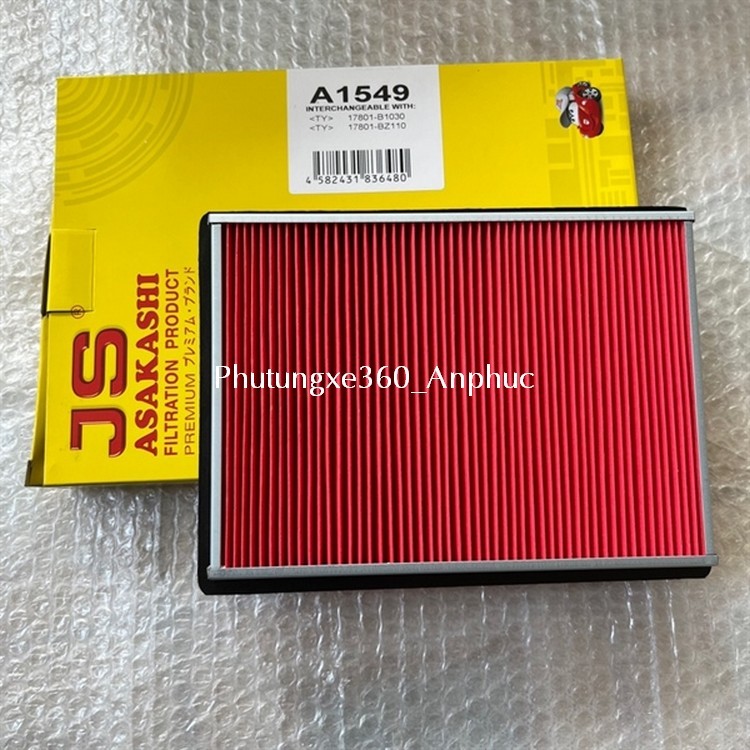 A1549
INTERCHANGEABLE WITH:
<TY> 17801-B1030
<TY> 17801-BZ110
4 582431 836480
JS®
ASAKASHI
FILTRATION PRODUCT
PREMIUM プレミアム・ブランド
Phutungxe360_Anphuc